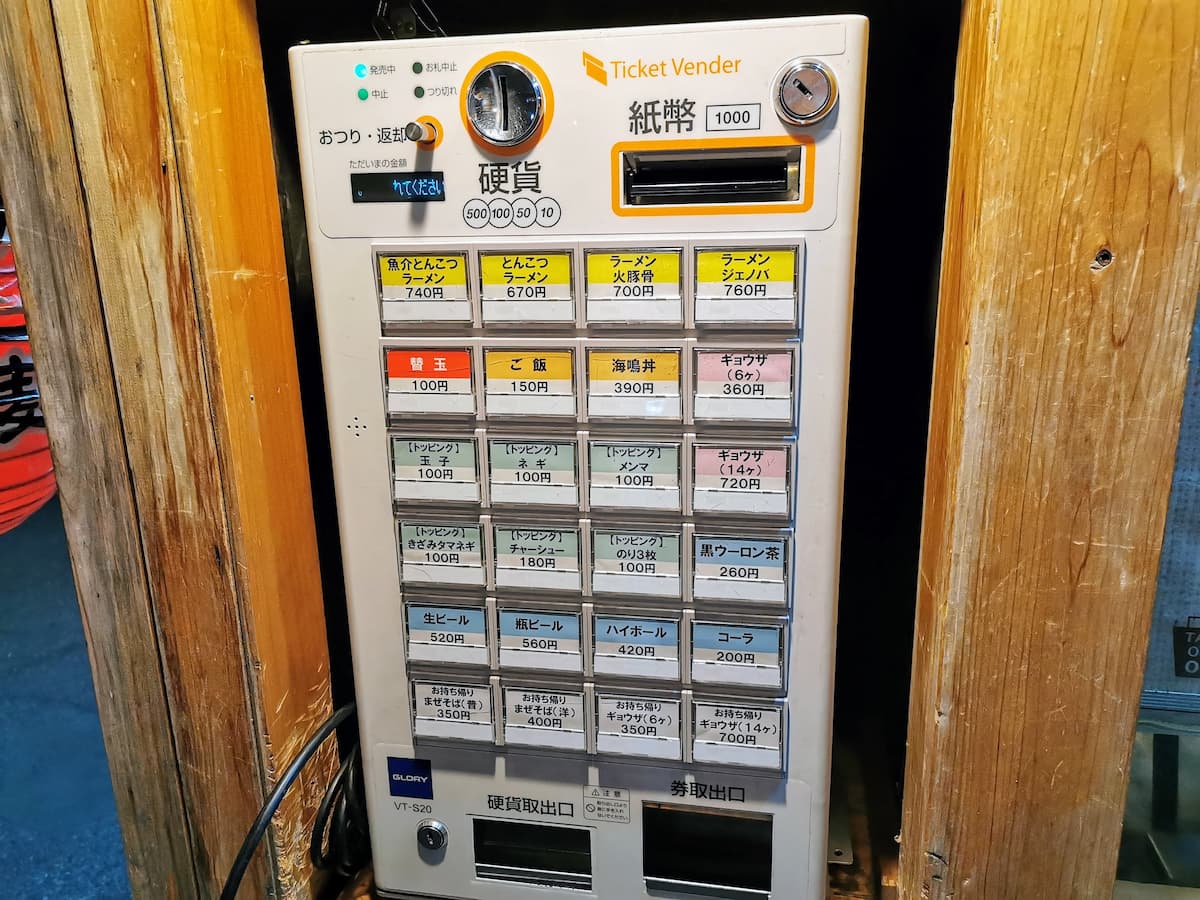 発売中
お札中止
中止
つり切れ
おつり・返却
ただいまの金額
れてください
硬貨
500 100 50 10
Ticket Vender
紙幣 1000
魚介とんこつ
ラーメン
740円
とんこつ
ラーメン
670円
ラーメン
火豚骨
700円
ラーメン
ジェノバ
760円
替玉
100円
ご飯
150円
海鳴丼
390円
ギョウザ
(6ヶ)
360円
【トッピング】
玉子
100円
【トッピング】
ネギ
100円
【トッピング】
メンマ
100円
ギョウザ
(14ヶ)
720円
【トッピング】
きざみタマネギ
100円
【トッピング】
チャーシュー
180円
【トッピング】
のり3枚
100円
黒ウーロン茶
260円
生ビール
520円
瓶ビール
560円
ハイボール
420円
コーラ
200円
お持ち帰り
まぜそば(昔)
350円
お持ち帰り
まぜそば(洋)
400円
お持ち帰り
ギョウザ(6ヶ)
350円
お持ち帰り
ギョウザ(14ヶ)
700円
GLORY
VT-S20
硬貨取出口
注意
券取出口